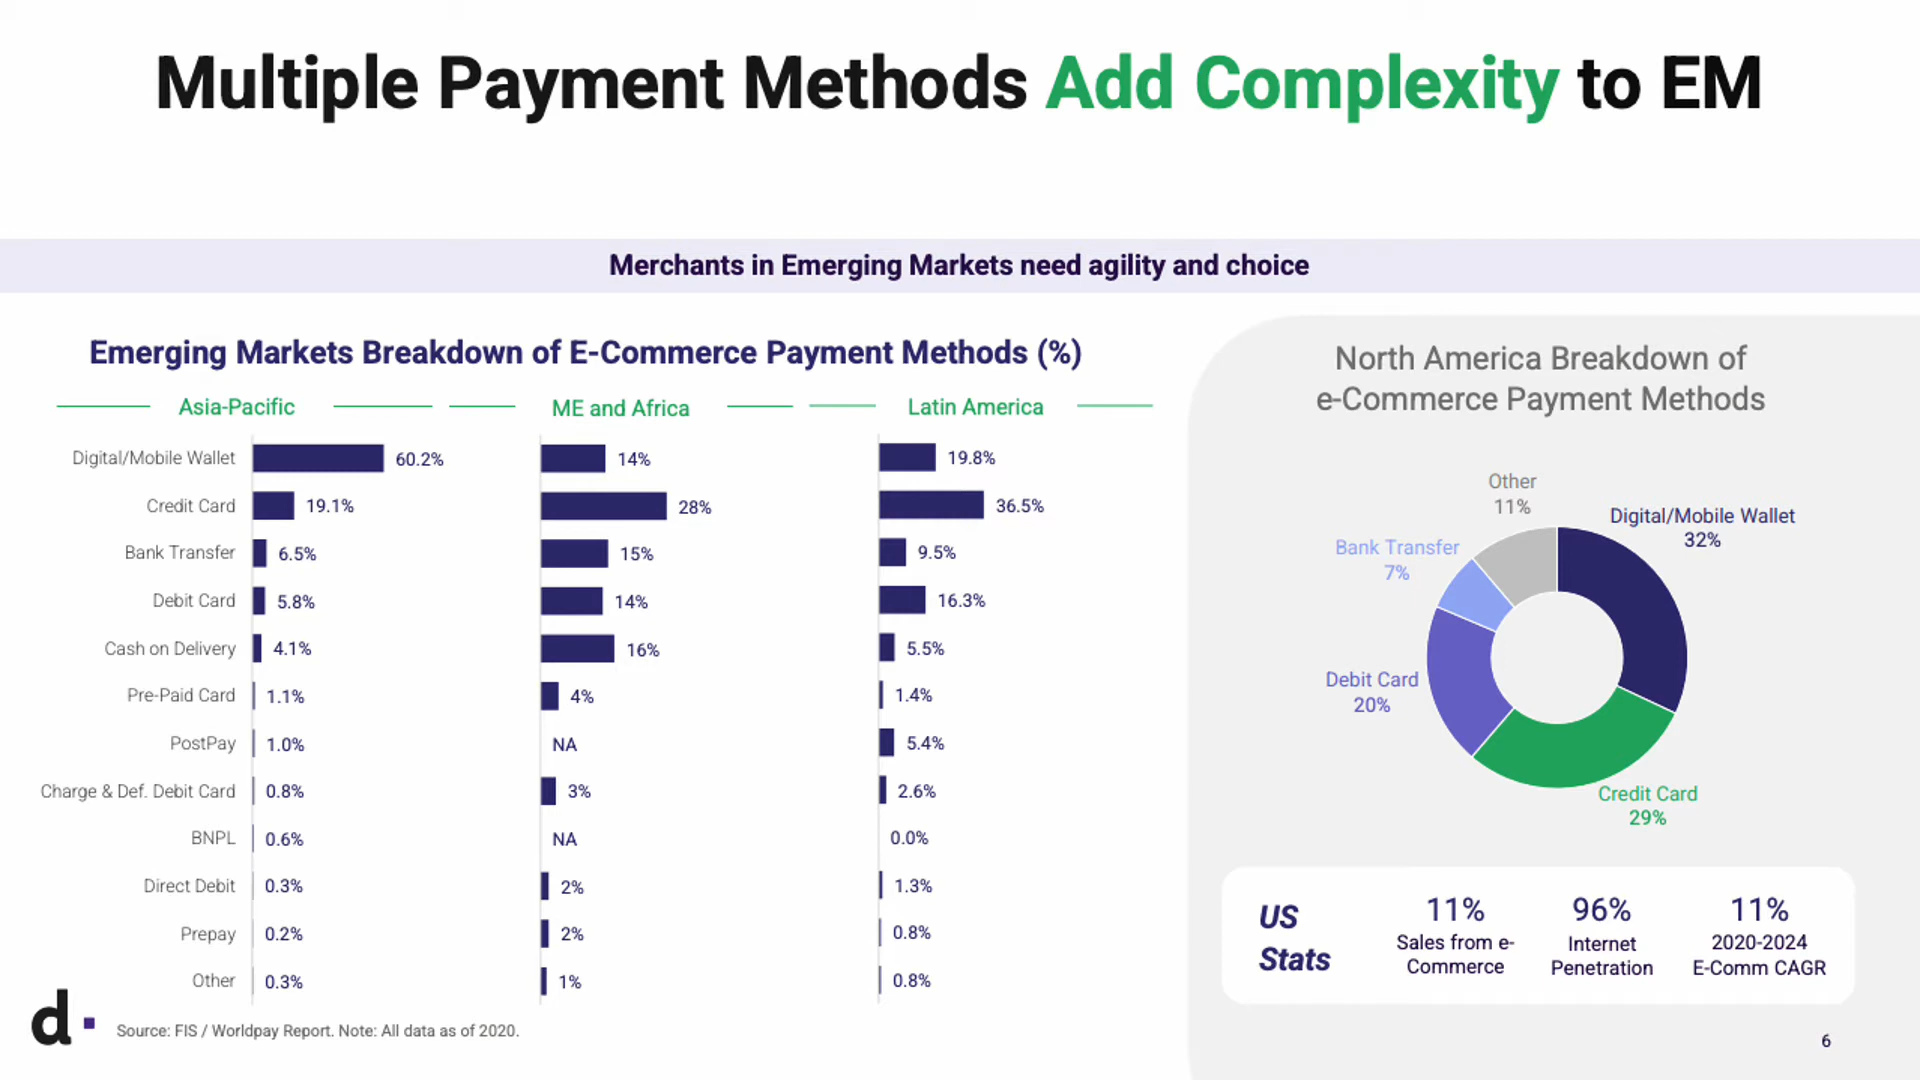 Multiple Payment Methods Add Complexity to EM
Merchants in Emerging Markets need agility and choice
Emerging Markets Breakdown of E-Commerce Payment Methods (%)
Asia-Pacific ME and Africa Latin America
Digital/Mobile Wallet 60.2% 14% 19.8%
Credit Card 19.1% 28% 36.5%
Bank Transfer 6.5% 15% 9.5%
Debit Card 5.8% 14% 16.3%
Cash on Delivery 4.1% 16% 5.5%
Pre-Paid Card 1.1% 4% 1.4%
PostPay 1.0% NA 5.4%
Charge & Def. Debit Card 0.8% 3% 2.6%
BNPL 0.6% NA 0.0%
Direct Debit 0.3% 2% 1.3%
Prepay 0.2% 2% 0.8%
Other 0.3% 1% 0.8%
North America Breakdown of
e-Commerce Payment Methods
Other
11%
Digital/Mobile Wallet
32%
Bank Transfer
7%
Debit Card
20%
Credit Card
29%
US
Stats
11%
Sales from e-
Commerce
96%
Internet
Penetration
11%
2020-2024
E-Comm CAGR
d
Source: FIS / Worldpay Report. Note: All data as of 2020.
6